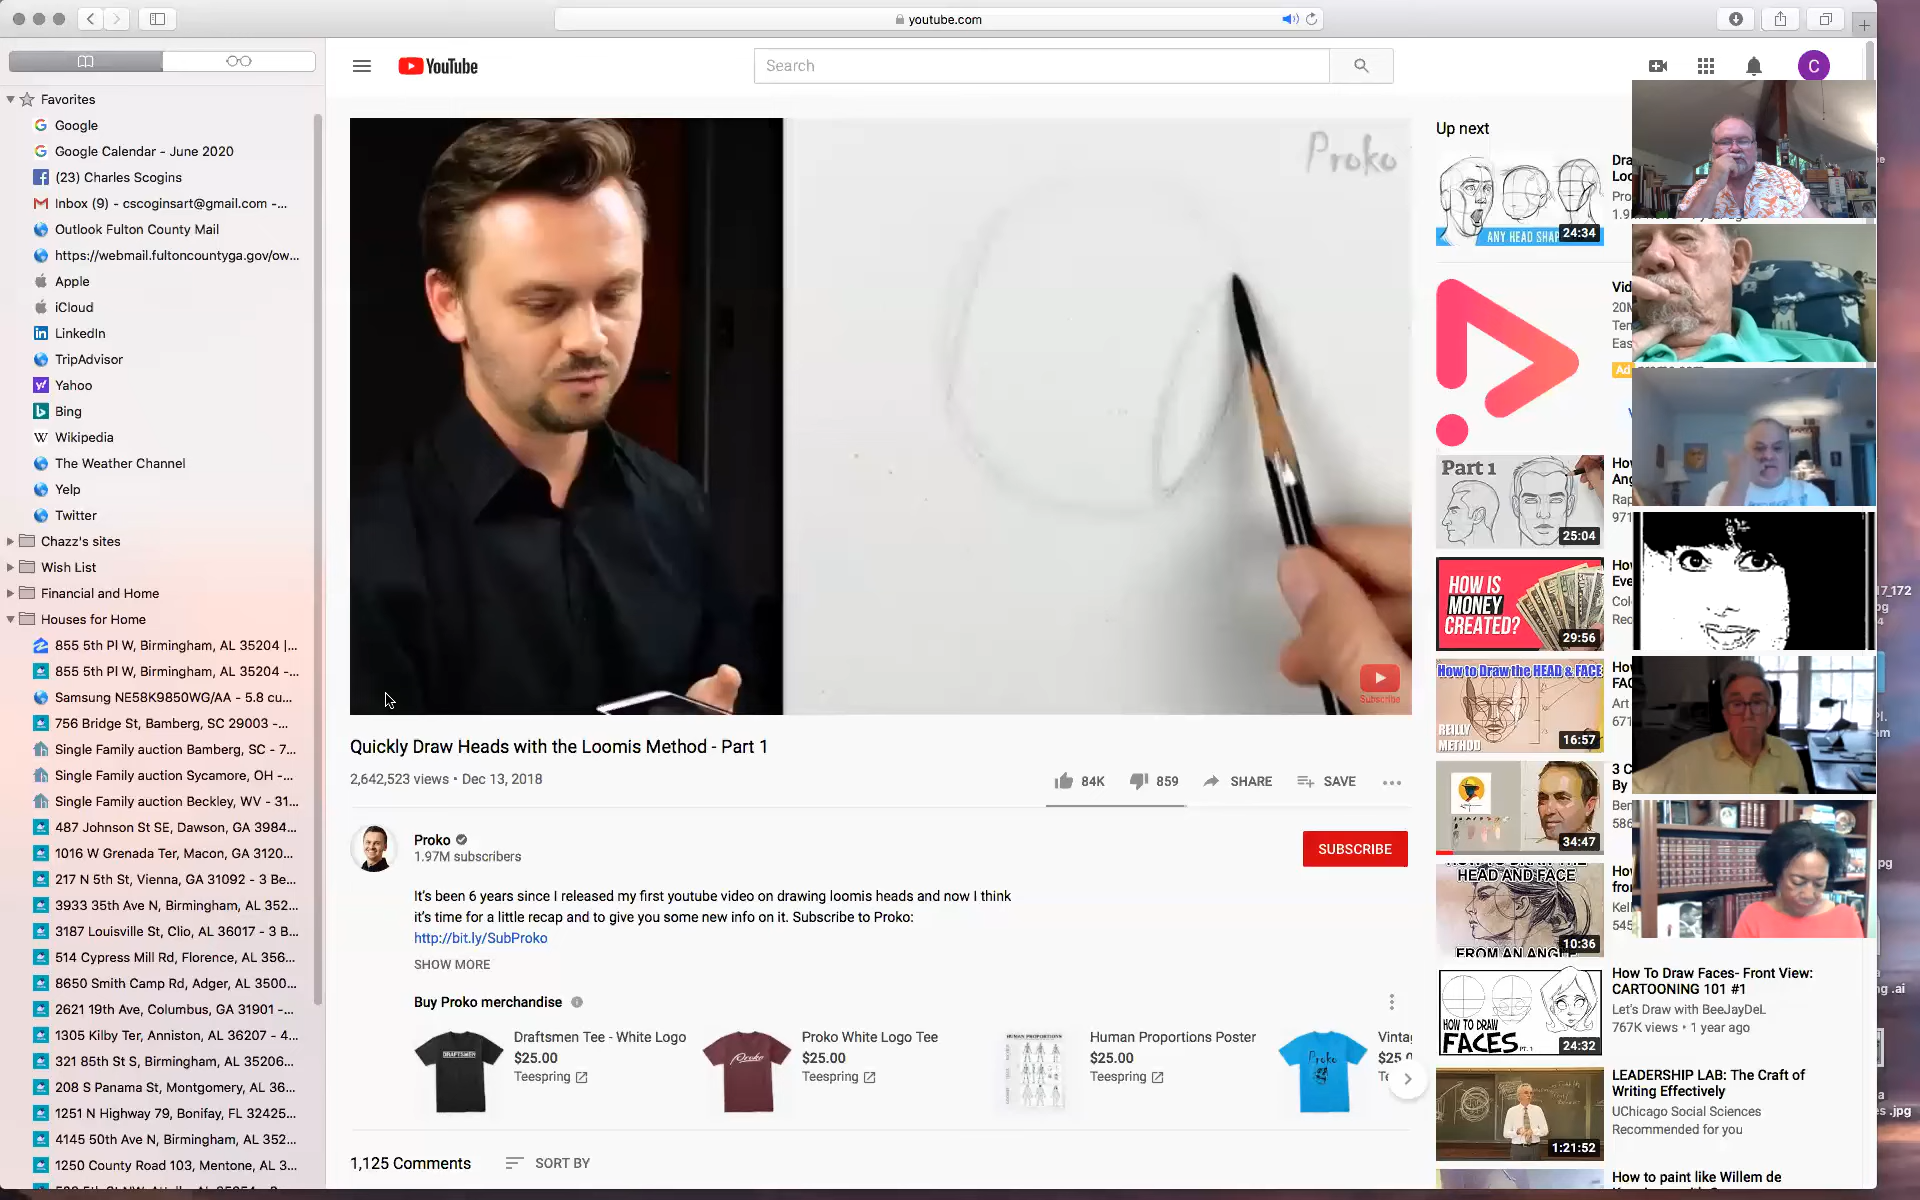 youtube.com
Favorites
Google
Google Calendar - June 2020
(23) Charles Scogins
Inbox (9) - cscoginsart@gmail.com -...
Outlook Fulton County Mail
https://webmail.fultoncountyga.gov/ow...
Apple
iCloud
LinkedIn
TripAdvisor
Yahoo
Bing
Wikipedia
The Weather Channel
Yelp
Twitter
Chazz's sites
Wish List
Financial and Home
Houses for Home
855 5th Pl W, Birmingham, AL 35204 |...
855 5th Pl W, Birmingham, AL 35204 -...
Samsung NE58K9850WG/AA - 5.8 cu...
756 Bridge St, Bamberg, SC 29003 -...
Single Family auction Bamberg, SC - 7...
Single Family auction Sycamore, OH -...
Single Family auction Beckley, WV - 31...
487 Johnson St SE, Dawson, GA 3984...
1016 W Grenada Ter, Macon, GA 3120...
217 N 5th St, Vienna, GA 31092 - 3 Be...
3933 35th Ave N, Birmingham, AL 352...
3187 Louisville St, Clio, AL 36017 - 3 B...
514 Cypress Mill Rd, Florence, AL 356...
8650 Smith Camp Rd, Adger, AL 3500...
2621 19th Ave, Columbus, GA 31901 -...
1305 Kilby Ter, Anniston, AL 36207 - 4...
321 85th St S, Birmingham, AL 35206...
208 S Panama St, Montgomery, AL 36...
1251 N Highway 79, Bonifay, FL 32425...
4145 50th Ave N, Birmingham, AL 352...
1250 County Road 103, Mentone, AL 3...
YouTube
Search
C
Proko
Subscribe
Quickly Draw Heads with the Loomis Method - Part 1
2,642,523 views • Dec 13, 2018
84K
859
SHARE
SAVE
Proko
1.97M subscribers
SUBSCRIBE
It's been 6 years since I released my first youtube video on drawing loomis heads and now I think
it's time for a little recap and to give you some new info on it. Subscribe to Proko:
http://bit.ly/SubProko
SHOW MORE
Buy Proko merchandise
Draftsmen Tee - White Logo
$25.00
Teespring
Proko White Logo Tee
$25.00
Teespring
Human Proportions Poster
$25.00
Teespring
1,125 Comments
SORT BY
Up next
ANY HEAD SHAP
24:34
Part 1
25:04
HOW IS
MONEY
CREATED?
29:56
How to Draw the HEAD & FACE
REILLY
METHOD
16:57
34:47
HEAD AND FACE
FROM AN ANGL
10:36
HOW TO DRAW
FACES PT. 1
24:32
How To Draw Faces- Front View:
CARTOONING 101 #1
Let's Draw with BeeJayDeL
767K views • 1 year ago
1:21:52
LEADERSHIP LAB: The Craft of
Writing Effectively
UChicago Social Sciences
Recommended for you
How to paint like Willem de